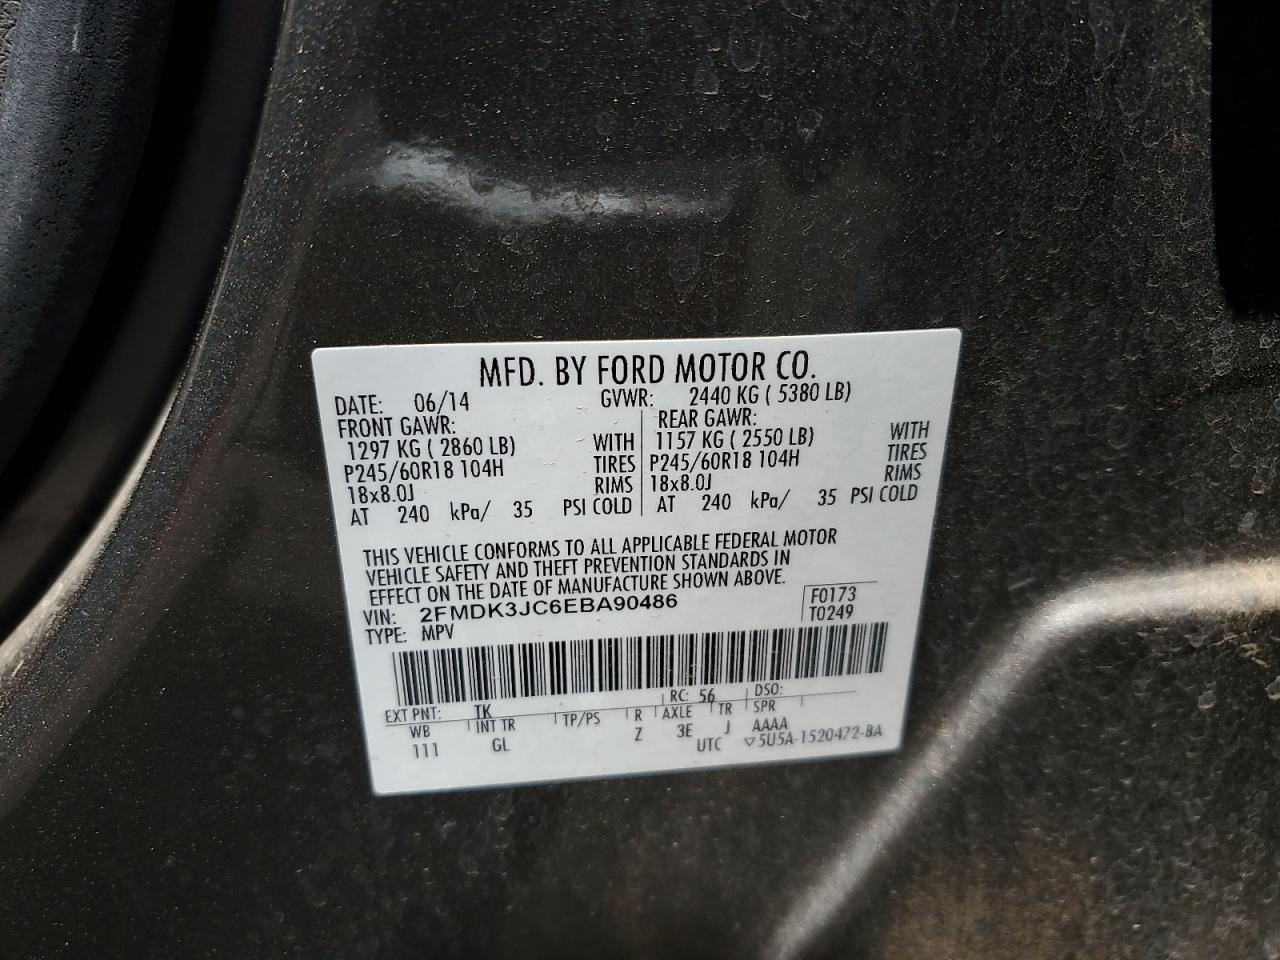 MFD. BY FORD MOTOR CO.
DATE: 06/14 GVWR: 2440 KG ( 5380 LB)
FRONT GAWR: REAR GAWR:
1297 KG ( 2860 LB) WITH 1157 KG ( 2550 LB) WITH
P245/60R18 104H TIRES P245/60R18 104H TIRES
18x8.0J RIMS 18x8.0J RIMS
AT 240 kPa/ 35 PSI COLD AT 240 kPa/ 35 PSI COLD
THIS VEHICLE CONFORMS TO ALL APPLICABLE FEDERAL MOTOR
VEHICLE SAFETY AND THEFT PREVENTION STANDARDS IN
EFFECT ON THE DATE OF MANUFACTURE SHOWN ABOVE.
VIN: 2FMDK3JC6EBA90486 F0173
TYPE: MPV T0249
EXT PNT: TK RC: 56 DSO:
WB INT TR TP/PS R AXLE TR SPR
111 GL Z 3E J AAAA
UTC ▽5U5A-1520472-BA